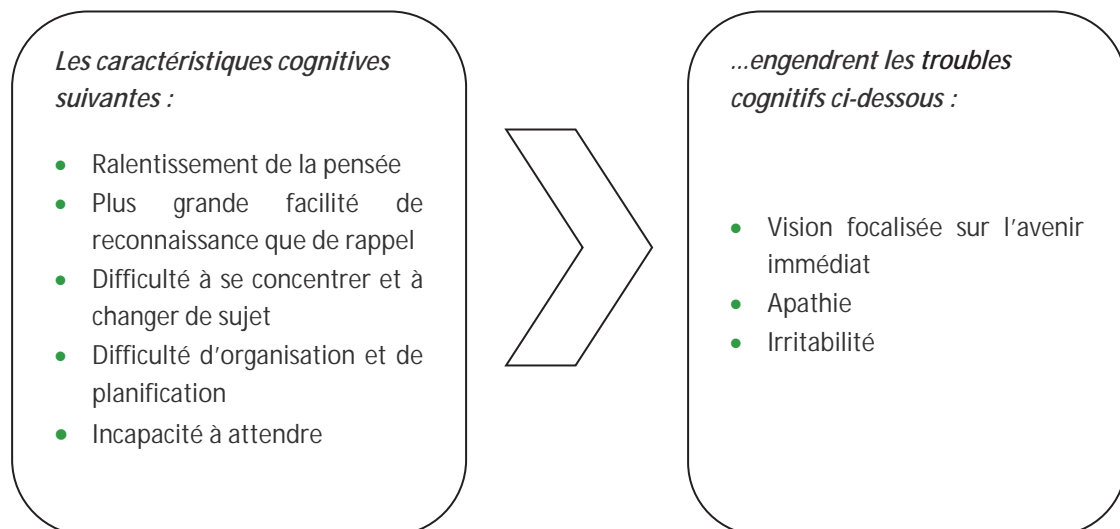 Les caractéristiques cognitives
suivantes :
• Ralentissement de la pensée
• Plus grande facilité de
reconnaissance que de rappel
• Difficulté à se concentrer et à
changer de sujet
• Difficulté d'organisation et de
planification
• Incapacité à attendre
...engendrent les troubles
cognitifs ci-dessous :
• Vision focalisée sur l'avenir
immédiat
• Apathie
• Irritabilité